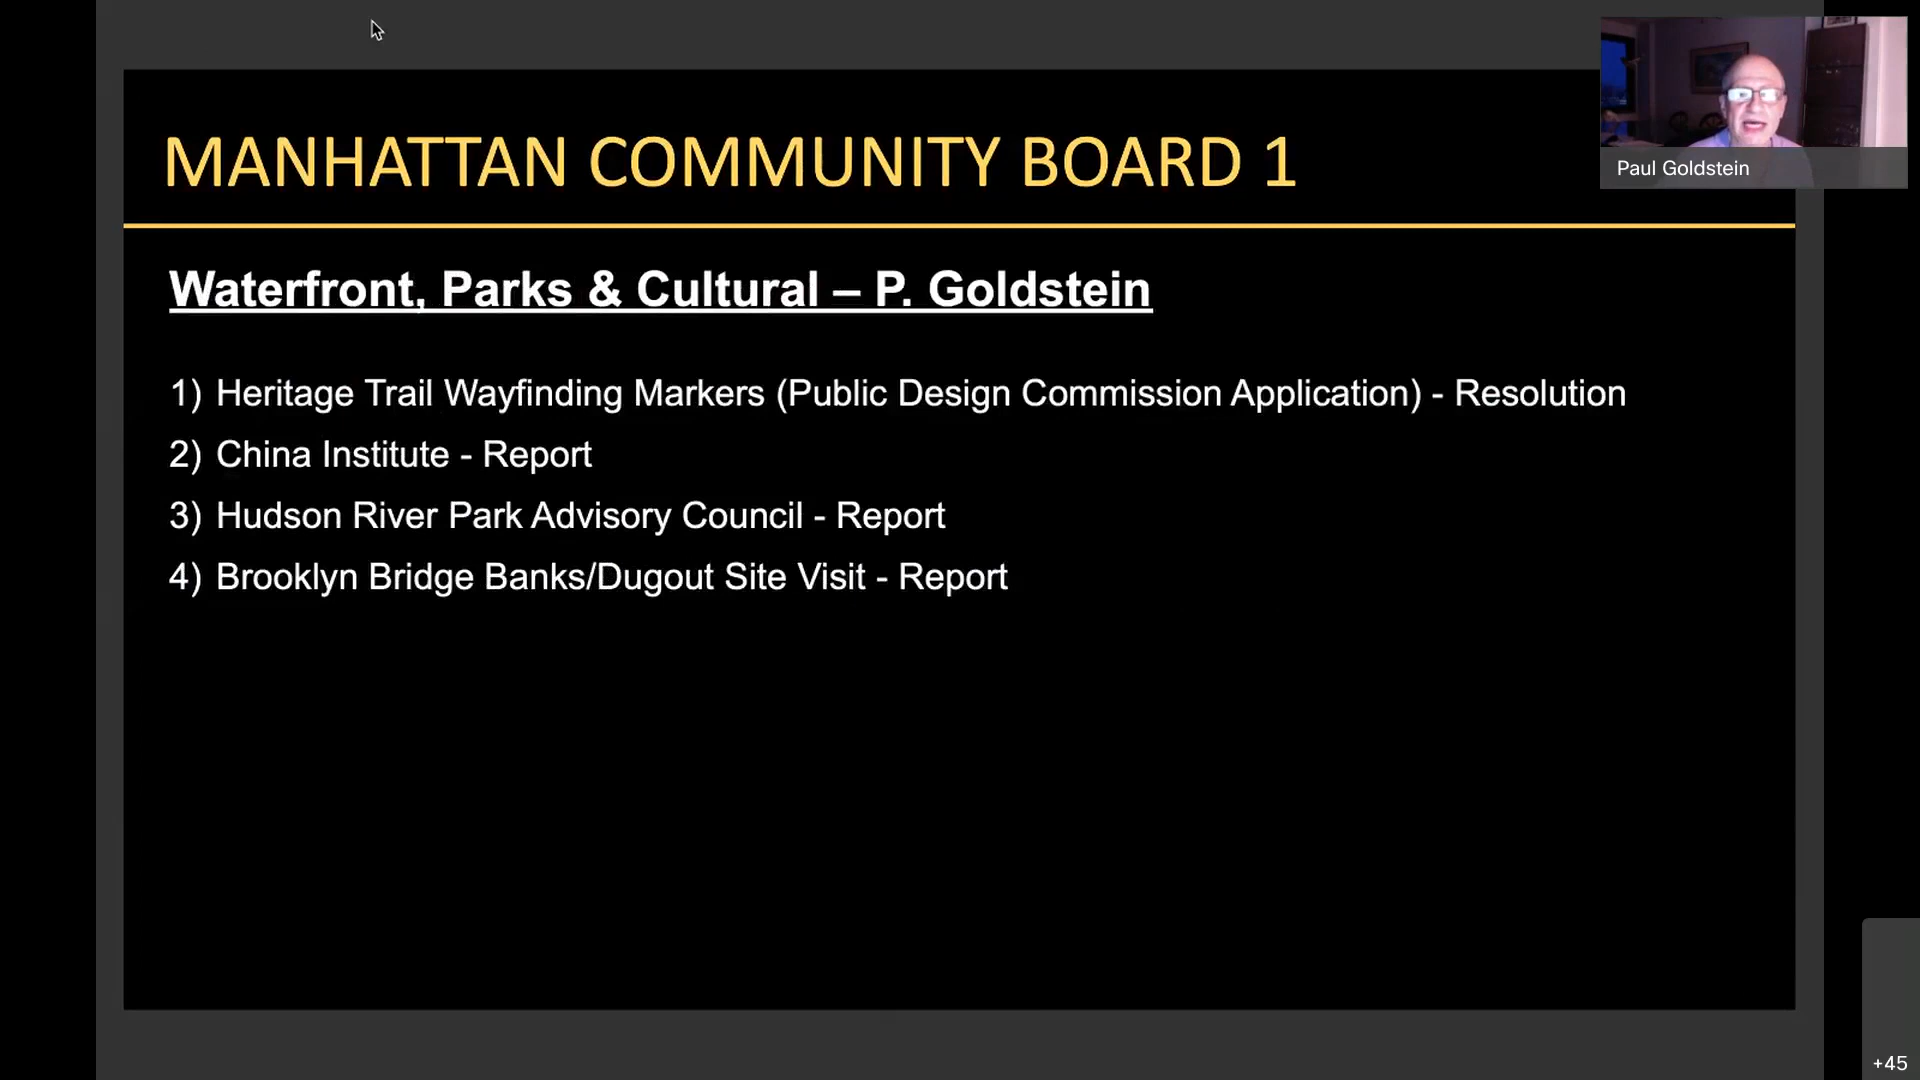 MANHATTAN COMMUNITY BOARD 1
Paul Goldstein
Waterfront, Parks & Cultural – P. Goldstein
1) Heritage Trail Wayfinding Markers (Public Design Commission Application) - Resolution
2) China Institute - Report
3) Hudson River Park Advisory Council - Report
4) Brooklyn Bridge Banks/Dugout Site Visit - Report
+45